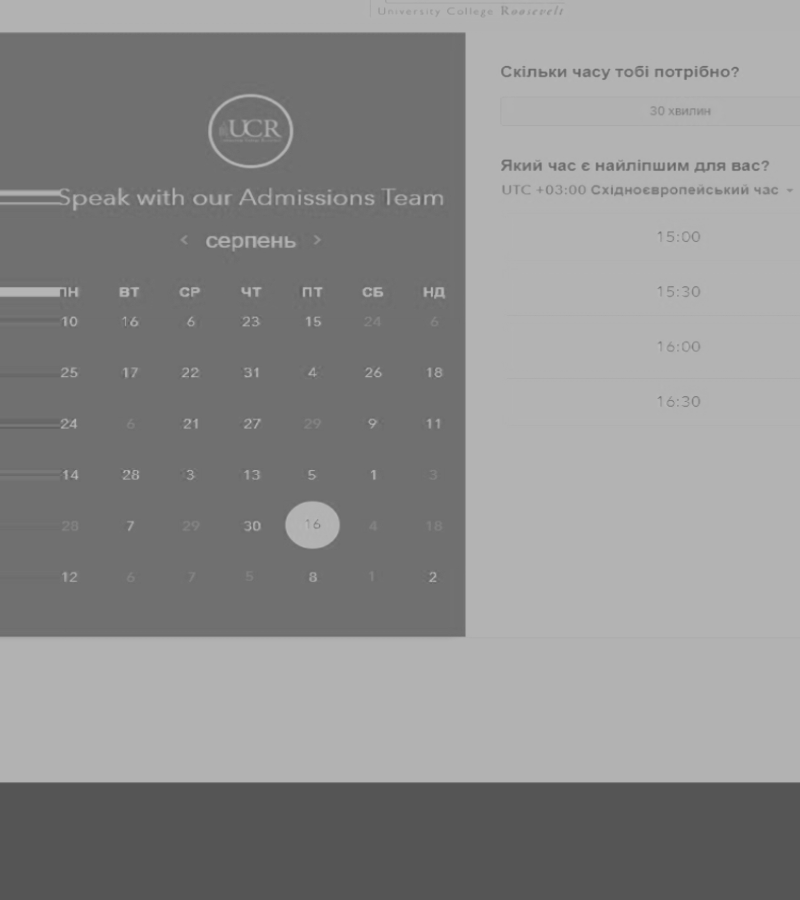 University College Roosevelt
UCR
Speak with our Admissions Team
‹ серпень ›
ПН ВТ СР ЧТ ПТ СБ НД
10 16 6 23 15 24 6
25 17 22 31 4 26 18
24 6 21 27 29 9 11
14 28 3 13 5 1 3
28 7 29 30 16 4 18
12 6 7 5 8 1 2
Скільки часу тобі потрібно?
30 хвилин
Який час є найліпшим для вас?
UTC +03:00 Східноєвропейський час
15:00
15:30
16:00
16:30